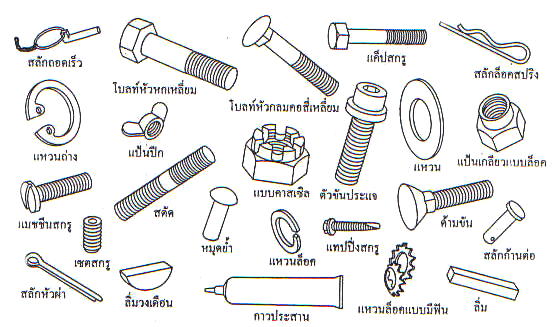 สลักถอดเร็ว
โบลท์หัวหกเหลี่ยม
โบลท์หัวกลมคอสี่เหลี่ยม
แค็ปสกรู
สลักล็อคสปริง
แหวนถ่าง
แป้นปีก
แบบคาสเซิล
ตัวขันประแจ
แหวน
แป้นเกลียวแบบล็อค
แมชชีนสกรู
เซตสกรู
สตัด
หมุดย้ำ
แหวนล็อค
แทปปิ้งสกรู
ด้ามขัน
สลักก้านต่อ
สลักหัวผ่า
ลิ่มวงเดือน
กาวประสาน
แหวนล็อคแบบมีฟัน
ลิ่ม